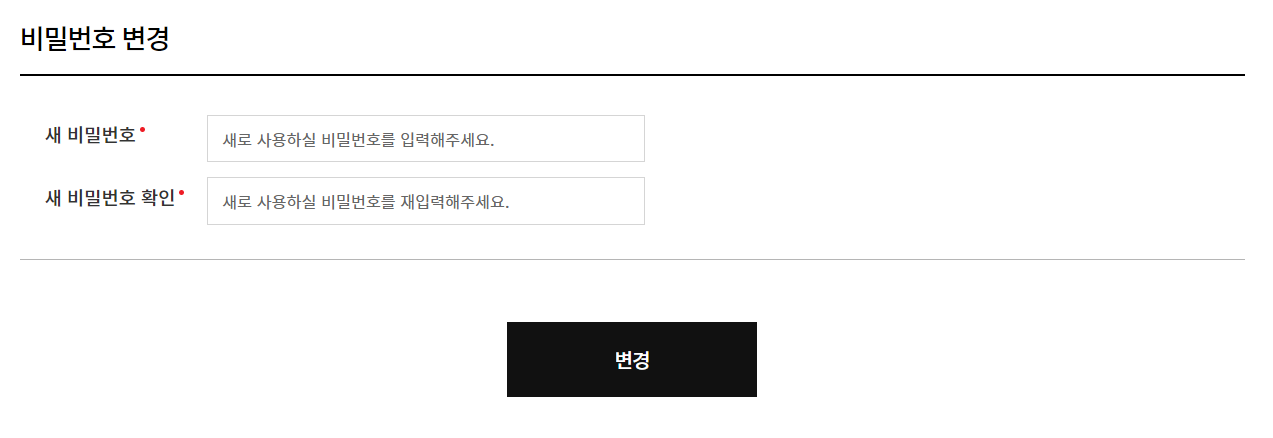 비밀번호 변경
새 비밀번호
새로 사용하실 비밀번호를 입력해주세요.
새 비밀번호 확인
새로 사용하실 비밀번호를 재입력해주세요.
변경